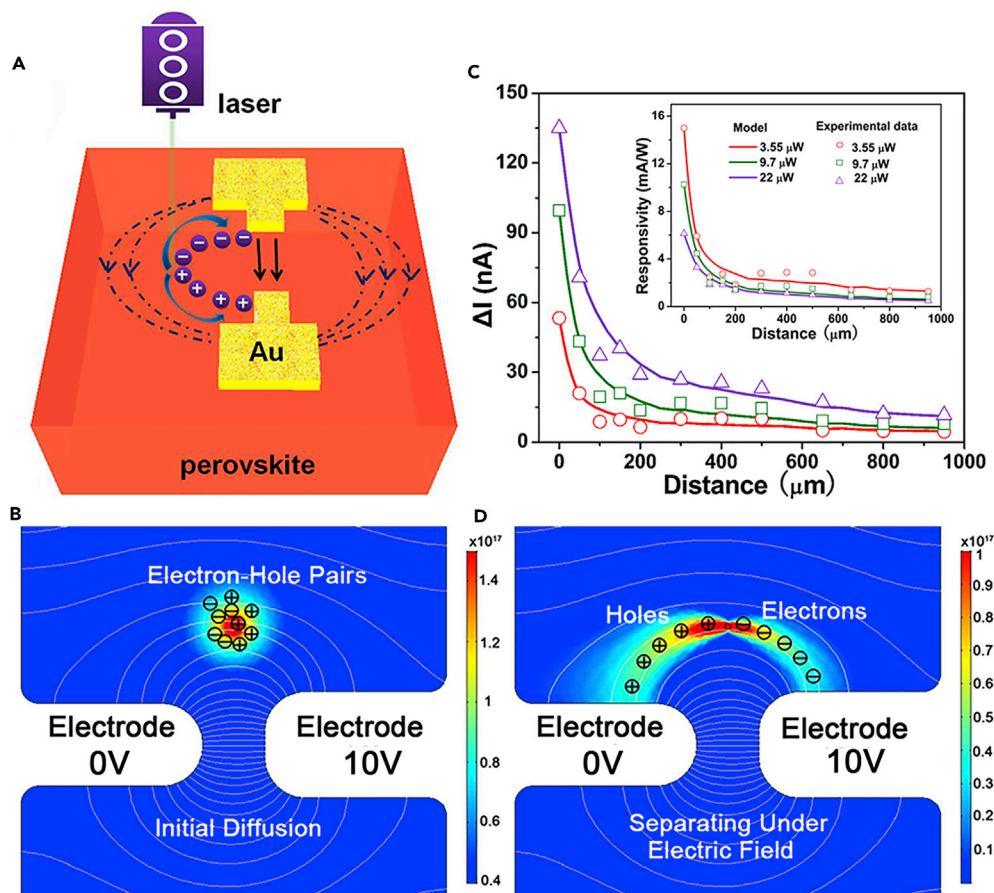 A
laser
Au
perovskite
C
150
120
90
60
30
0
ΔI (nA)
0 200 400 600 800 1000
Distance (μm)
16
12
8
4
0
Responsivity (mA/W)
Model Experimental data
3.55 μW 3.55 μW
9.7 μW 9.7 μW
22 μW 22 μW
0 200 400 600 800 1000
Distance (μm)
B
x10¹⁷
Electron-Hole Pairs
Electrode
0V
Electrode
10V
Initial Diffusion
1.4
1.2
1
0.8
0.6
0.4
D
x10¹⁷
Holes
Electrons
Electrode
0V
Electrode
10V
Separating Under
Electric Field
1
0.9
0.8
0.7
0.6
0.5
0.4
0.3
0.2
0.1